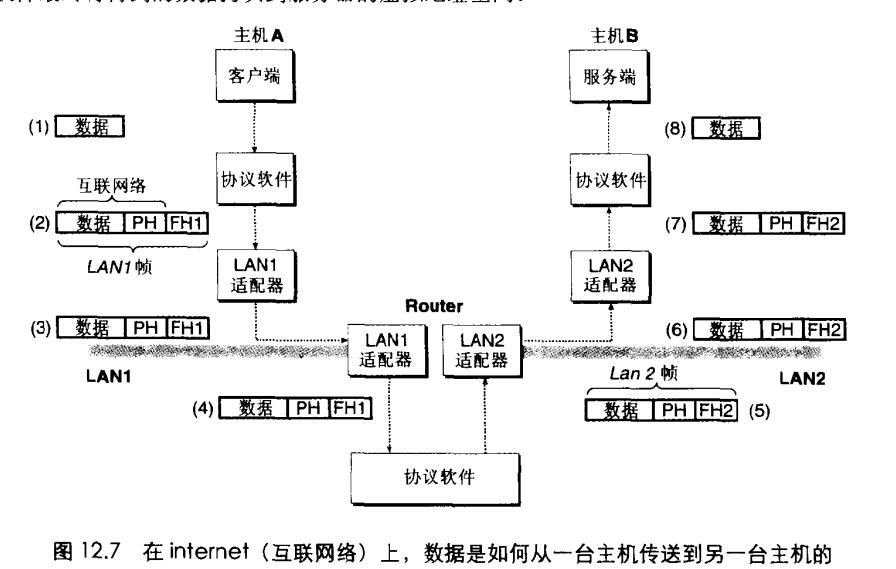 主机A 主机B
客户端 服务端
(1) 数据 (8) 数据
协议软件 协议软件
互联网络
(2) 数据 PH FH1 (7) 数据 PH FH2
LAN1帧
LAN1 适配器 LAN2 适配器
Router
(3) 数据 PH FH1 (6) 数据 PH FH2
LAN1 适配器 LAN2 适配器
LAN1 Lan 2 帧 LAN2
(4) 数据 PH FH1 数据 PH FH2 (5)
协议软件
图 12.7 在 internet（互联网络）上，数据是如何从一台主机传送到另一台主机的